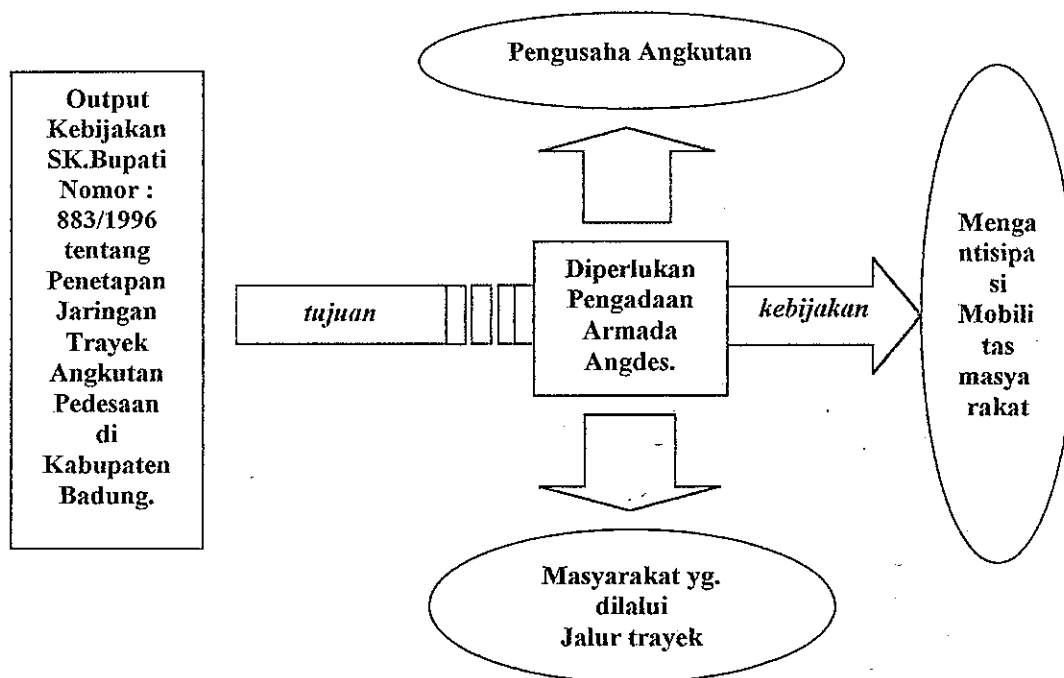 Pengusaha Angkutan
Output
Kebijakan
SK.Bupati
Nomor :
883/1996
tentang
Penetapan
Jaringan
Trayek
Angkutan
Pedesaan
di
Kabupaten
Badung.
tujuan
Diperlukan
Pengadaan
Armada
Angdes.
kebijakan
Menga
ntisipa
si
Mobili
tas
masya
rakat
Masyarakat yg.
dilalui
Jalur trayek